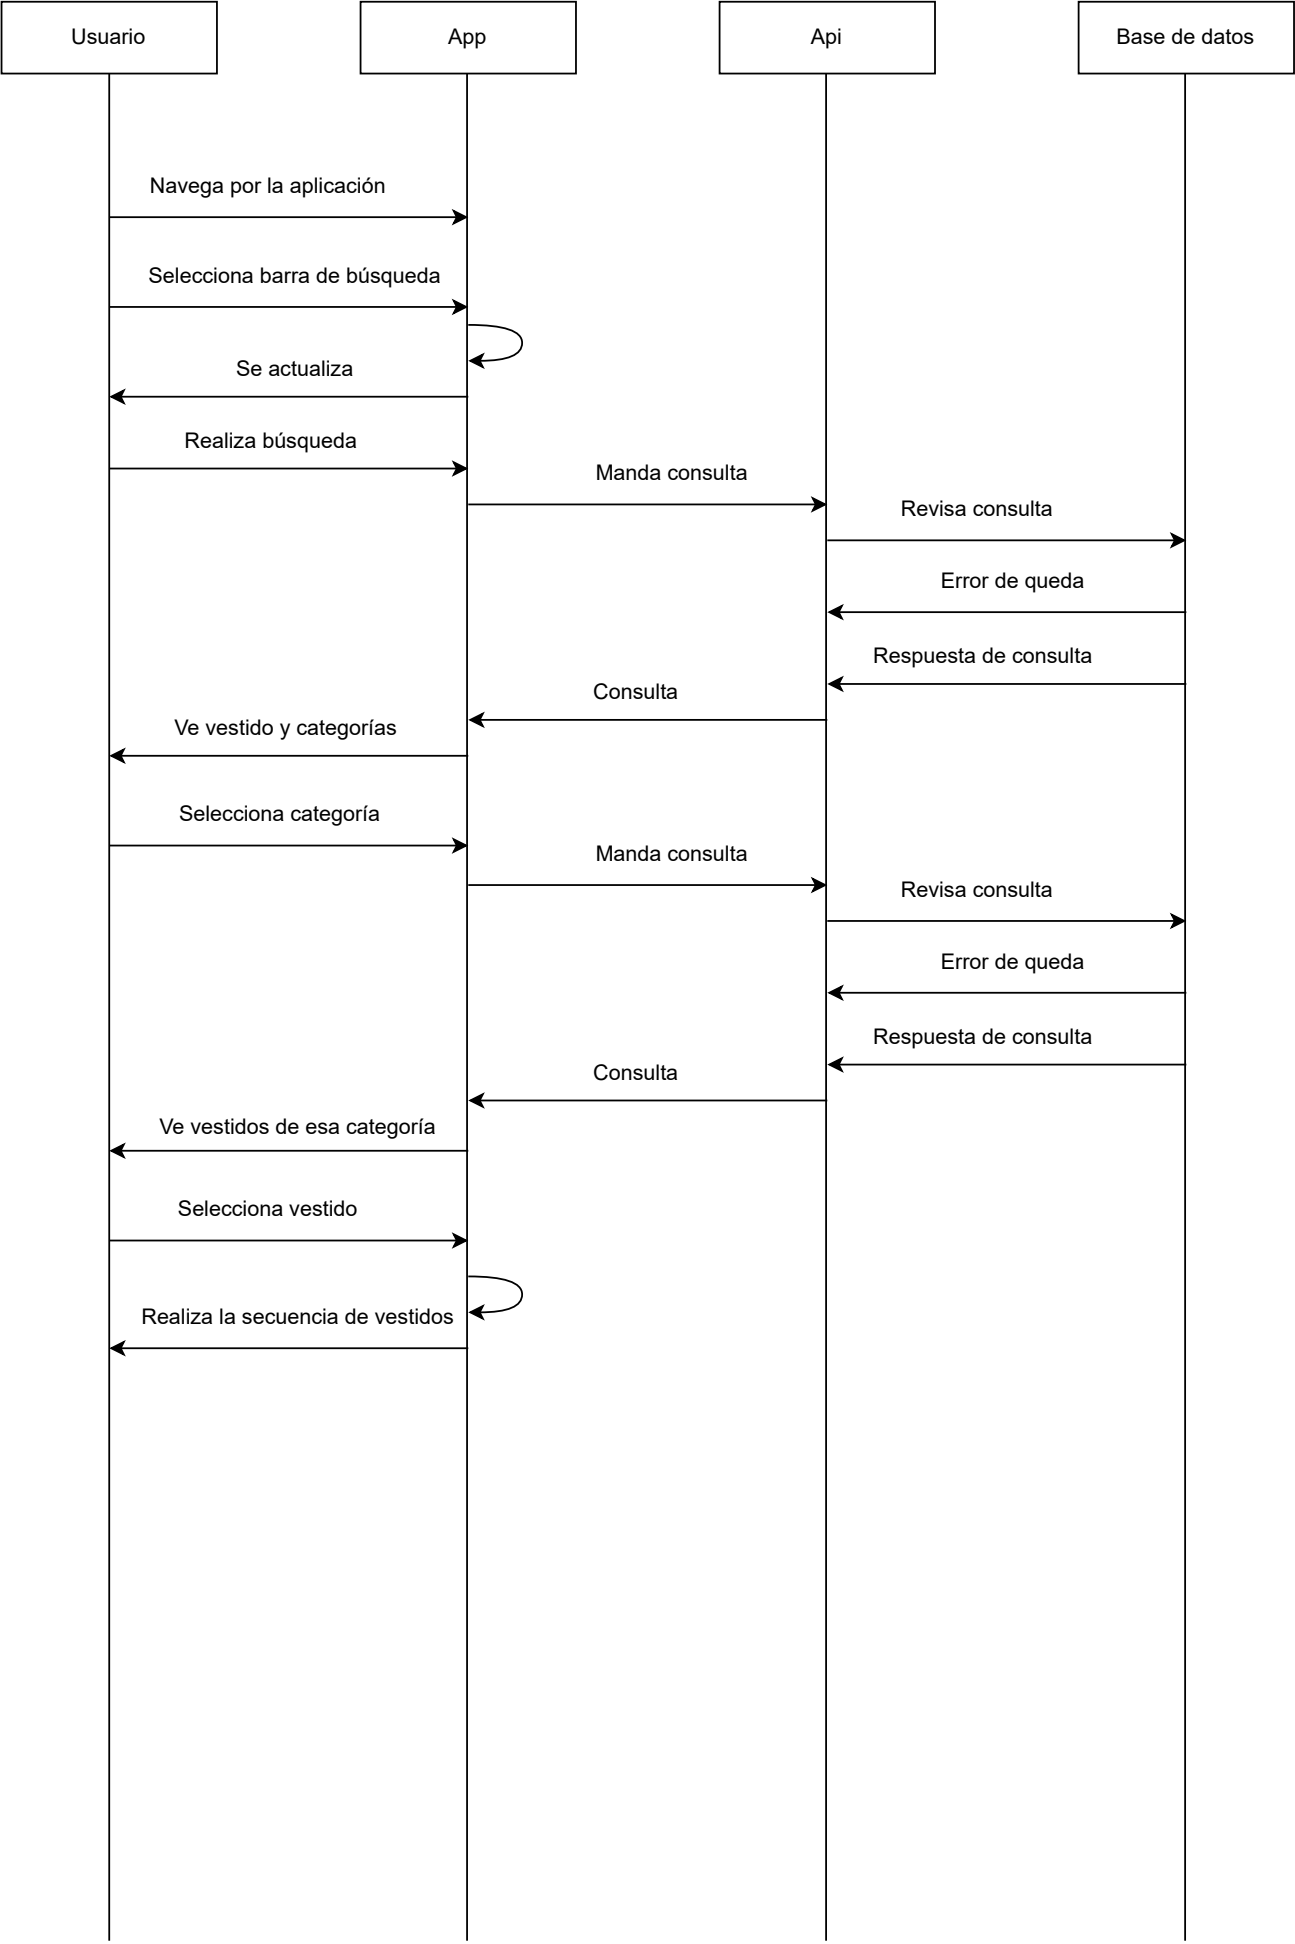 Usuario
App
Api
Base de datos
Navega por la aplicación
Selecciona barra de búsqueda
Se actualiza
Realiza búsqueda
Manda consulta
Revisa consulta
Error de queda
Respuesta de consulta
Consulta
Ve vestido y categorías
Selecciona categoría
Manda consulta
Revisa consulta
Error de queda
Respuesta de consulta
Consulta
Ve vestidos de esa categoría
Selecciona vestido
Realiza la secuencia de vestidos